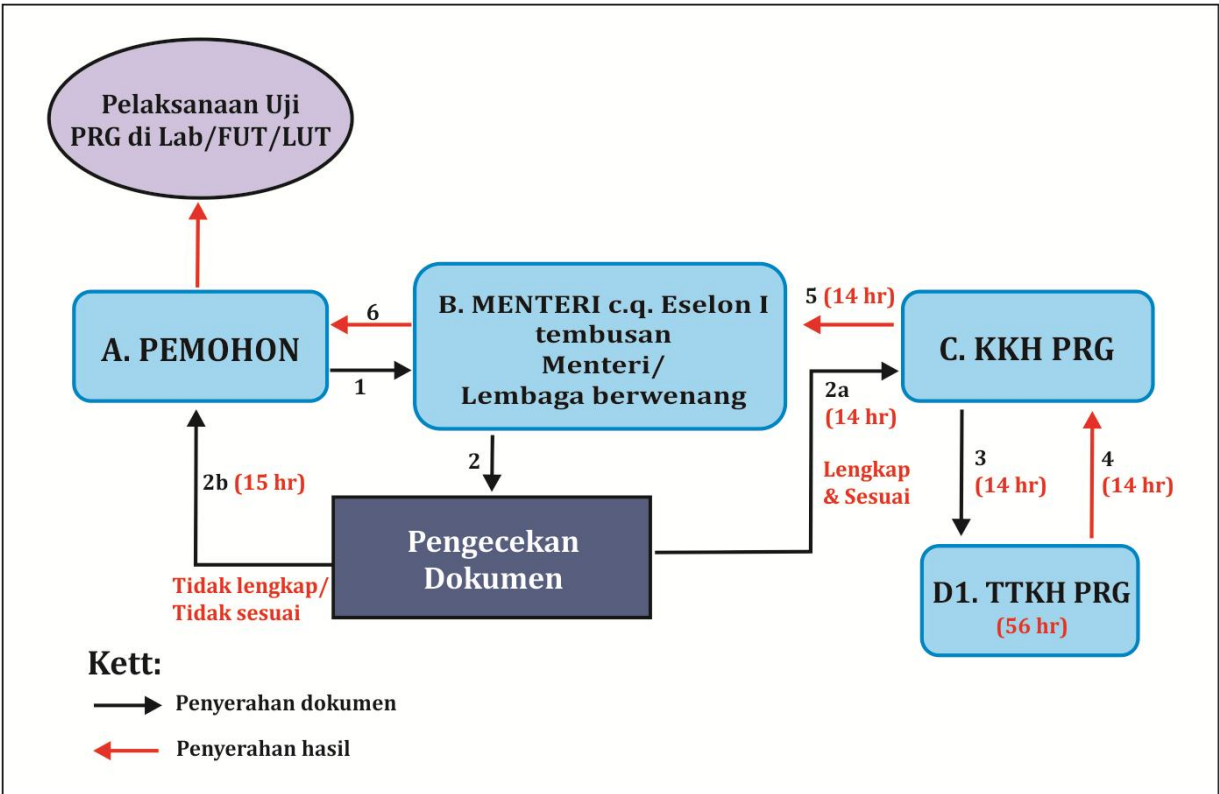 Pelaksanaan Uji
PRG di Lab/FUT/LUT
A. PEMOHON
6
1
B. MENTERI c.q. Eselon I
tembusan
Menteri/
Lembaga berwenang
5 (14 hr)
C. KKH PRG
2a
(14 hr)
Lengkap
& Sesuai
2
2b (15 hr)
Pengecekan
Dokumen
Tidak lengkap/
Tidak sesuai
3
(14 hr)
4
(14 hr)
D1. TTKH PRG
(56 hr)
Kett:
Penyerahan dokumen
Penyerahan hasil